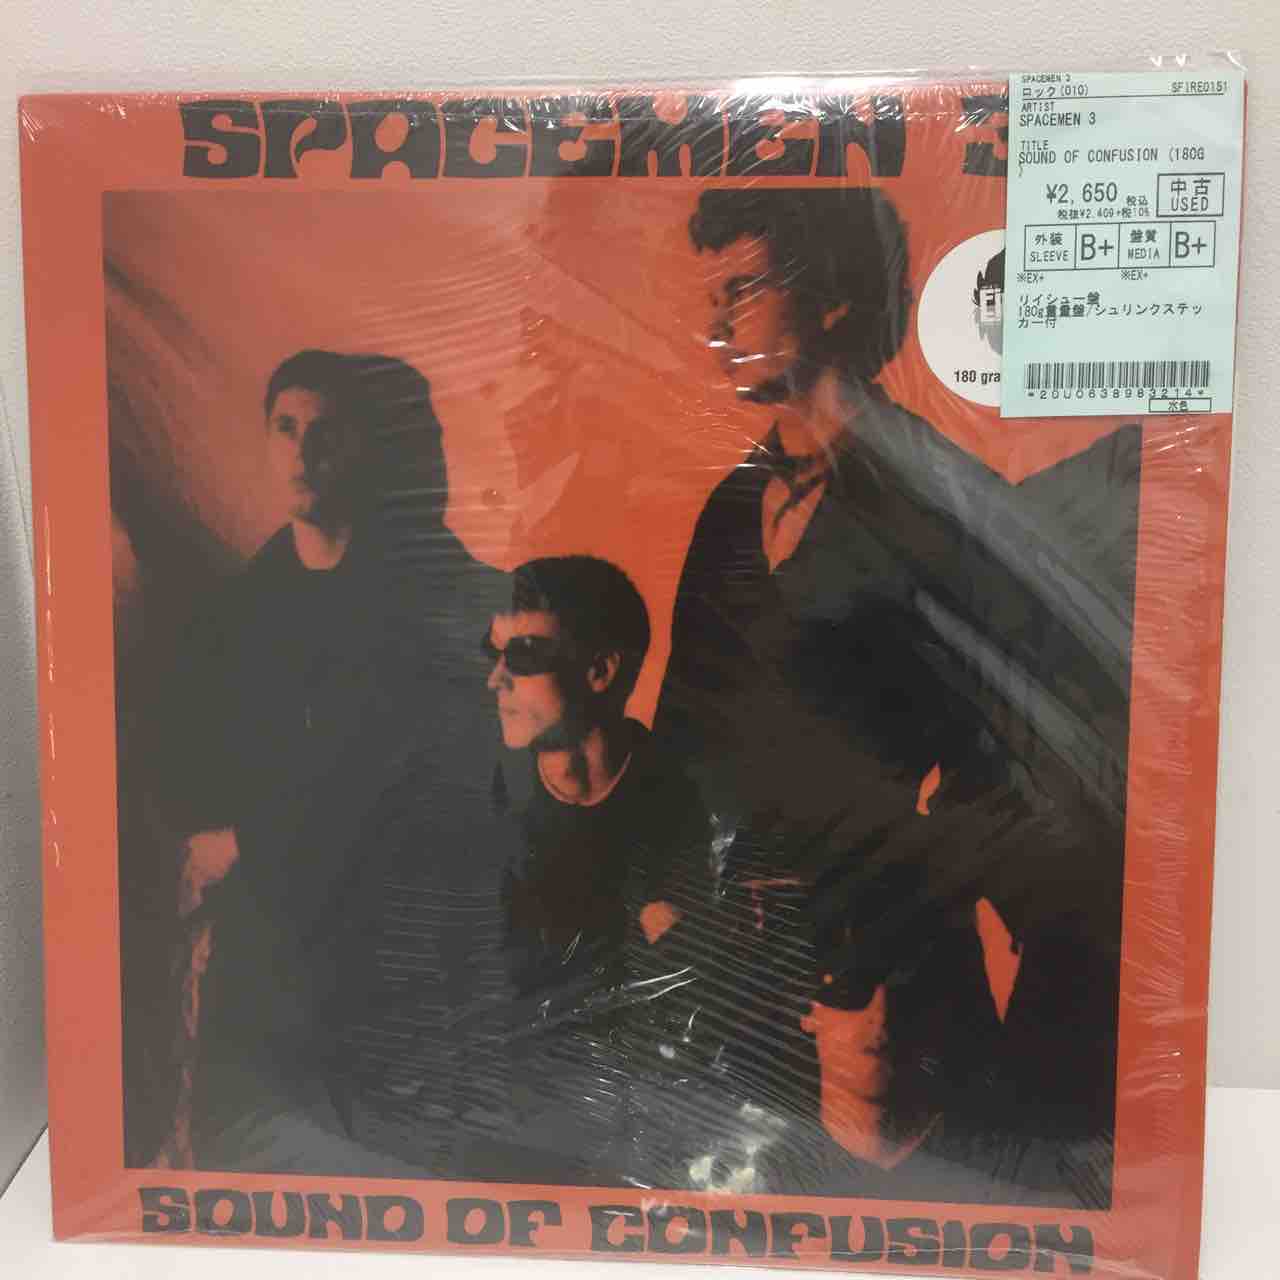 SPACEMEN 3
SPACEMEN 3
ロック(010) SFIRE0151
ARTIST
SPACEMEN 3
TITLE
SOUND OF CONFUSION (180G
)
¥2,650 税込 中古
税抜¥2,409+税10% USED
外装 B+ 盤質 B+
SLEEVE MEDIA
※EX+ ※EX+
リイシュー盤
180g重量盤/シュリンクステッ
カー付
*20U0638983214*
水色
180 gra
SOUND OF CONFUSION